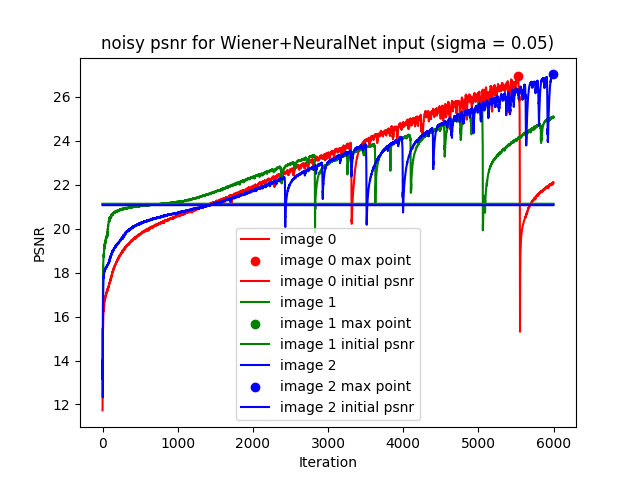 noisy psnr for Wiener+NeuralNet input (sigma = 0.05)
PSNR
26
24
22
20
18
16
14
12
image 0
image 0 max point
image 0 initial psnr
image 1
image 1 max point
image 1 initial psnr
image 2
image 2 max point
image 2 initial psnr
0 1000 2000 3000 4000 5000 6000
Iteration